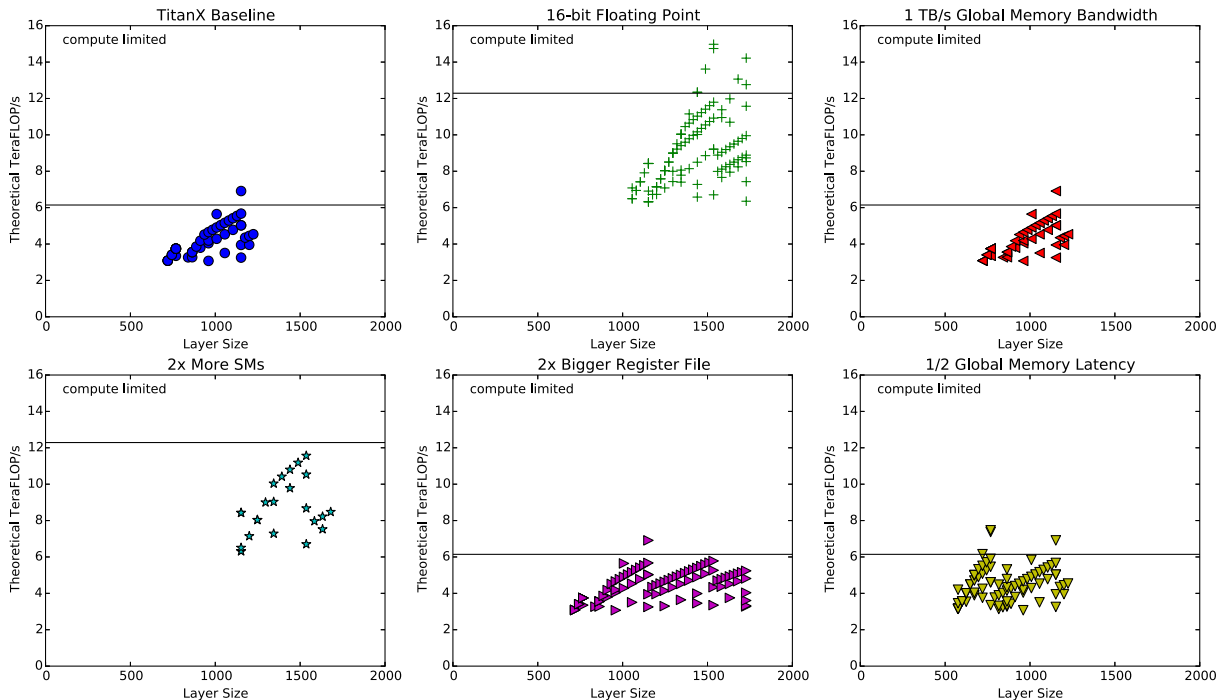 TitanX Baseline
16
14
12
10
8
6
4
2
0
compute limited
Theoretical TeraFLOP/s
0 500 1000 1500 2000
Layer Size
16-bit Floating Point
16
14
12
10
8
6
4
2
0
compute limited
Theoretical TeraFLOP/s
0 500 1000 1500 2000
Layer Size
1 TB/s Global Memory Bandwidth
16
14
12
10
8
6
4
2
0
compute limited
Theoretical TeraFLOP/s
0 500 1000 1500 2000
Layer Size
2x More SMs
16
14
12
10
8
6
4
2
0
compute limited
Theoretical TeraFLOP/s
0 500 1000 1500 2000
Layer Size
2x Bigger Register File
16
14
12
10
8
6
4
2
0
compute limited
Theoretical TeraFLOP/s
0 500 1000 1500 2000
Layer Size
1/2 Global Memory Latency
16
14
12
10
8
6
4
2
0
compute limited
Theoretical TeraFLOP/s
0 500 1000 1500 2000
Layer Size